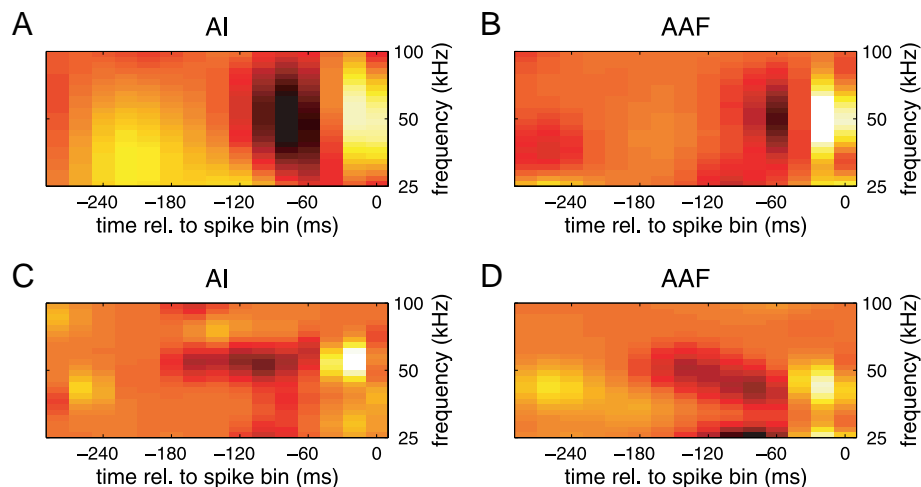 A
AI
100
50
25
frequency (kHz)
−240 −180 −120 −60 0
time rel. to spike bin (ms)
B
AAF
100
50
25
frequency (kHz)
−240 −180 −120 −60 0
time rel. to spike bin (ms)
C
AI
100
50
25
frequency (kHz)
−240 −180 −120 −60 0
time rel. to spike bin (ms)
D
AAF
100
50
25
frequency (kHz)
−240 −180 −120 −60 0
time rel. to spike bin (ms)